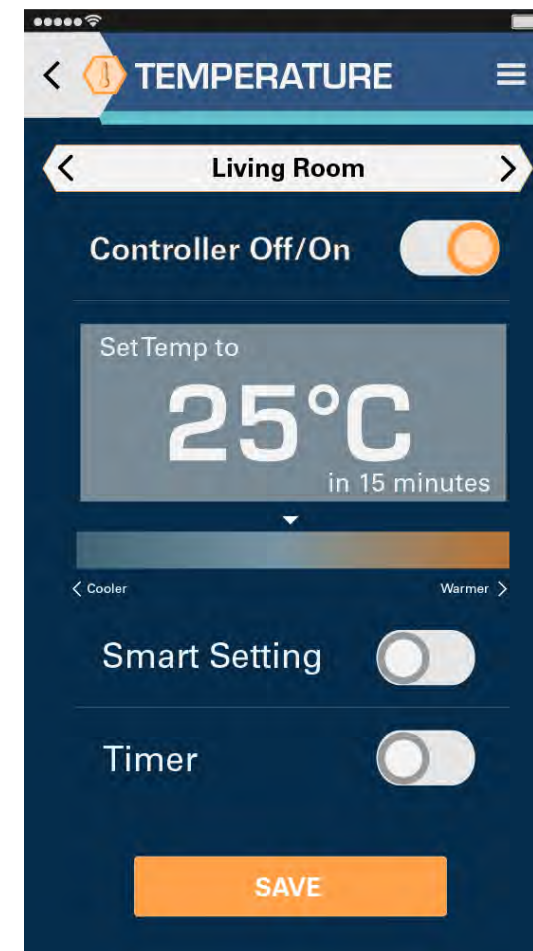 TEMPERATURE
Living Room
Controller Off/On
Set Temp to
25°C
in 15 minutes
< Cooler
Warmer >
Smart Setting
Timer
SAVE